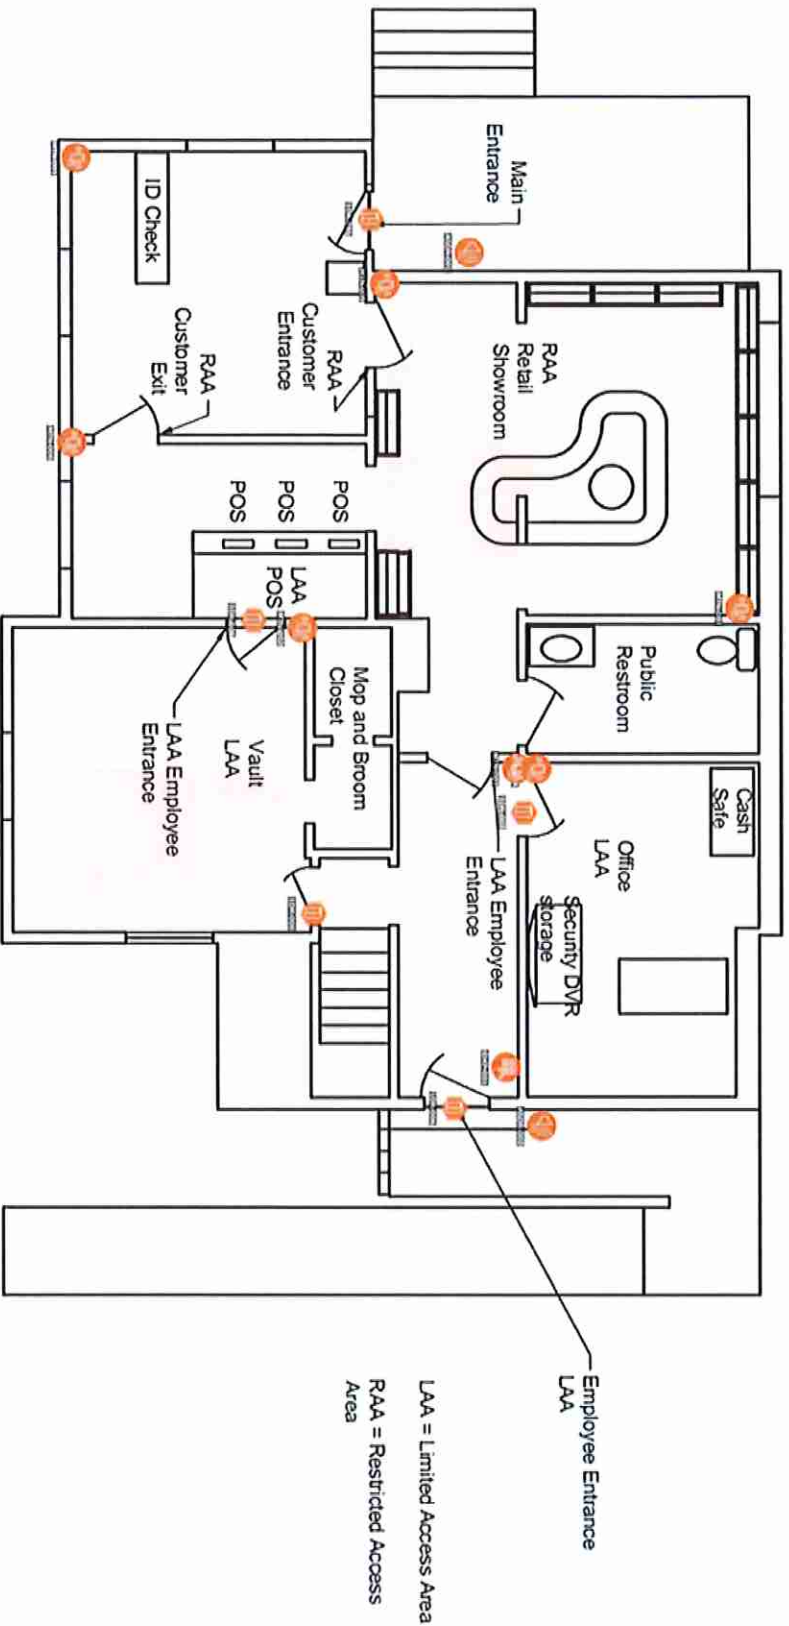 Main
Entrance
ID Check
RAA
Customer
Entrance
RAA
Customer
Exit
RAA
Retail
Showroom
POS
POS
POS
LAA
POS
Public
Restroom
Mop and Broom
Closet
Vault
LAA
LAA Employee
Entrance
Cash
Safe
Office
LAA
Security DVR
storage
LAA Employee
Entrance
Employee Entrance
LAA
LAA = Limited Access Area
RAA = Restricted Access
Area